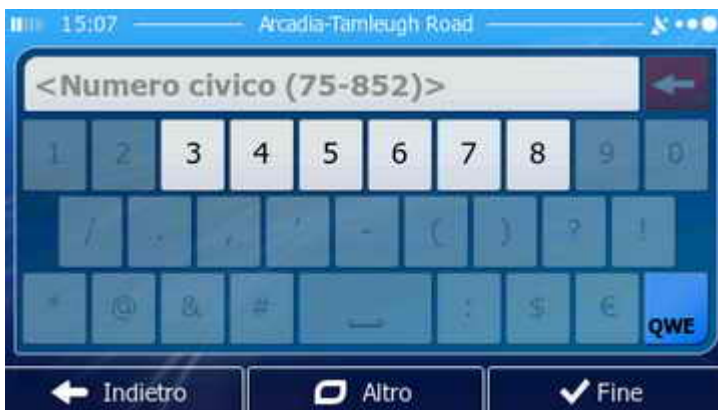 15:07 Arcadia-Tamleugh Road
<Numero civico (75-852)>
1 2 3 4 5 6 7 8 9 0
/ . , ' - ( ) ? !
* @ & # : $ € QWE
Indietro Altro Fine